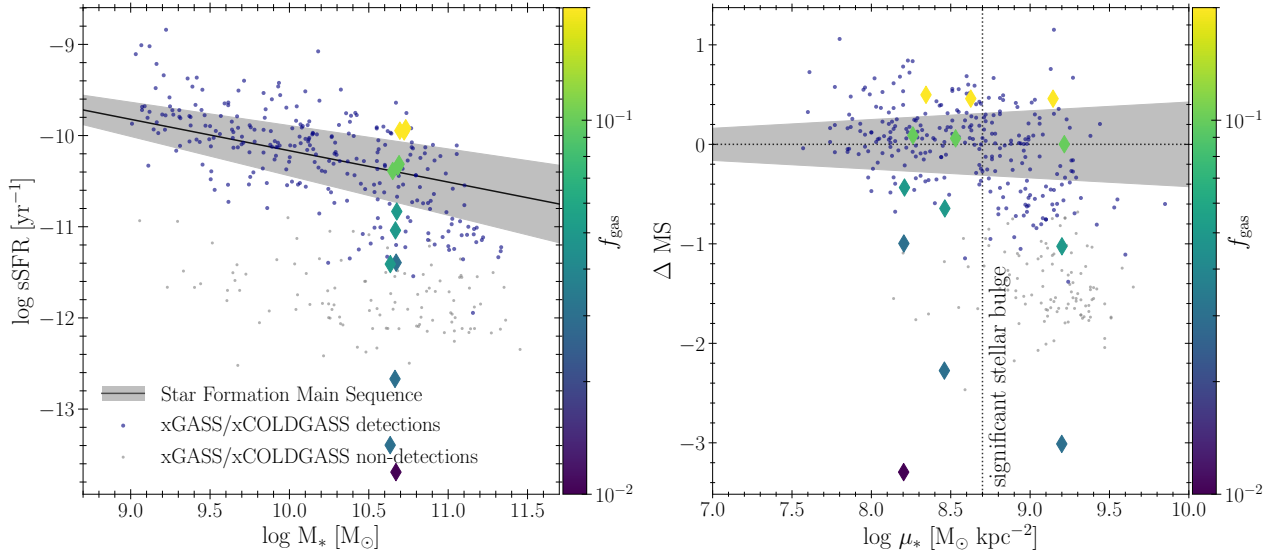 −9
−10
−11
−12
−13
log sSFR [yr⁻¹]
9.0 9.5 10.0 10.5 11.0 11.5
log M∗ [M⊙]
Star Formation Main Sequence
xGASS/xCOLDGASS detections
xGASS/xCOLDGASS non-detections
10⁻¹
10⁻²
f_gas
1
0
−1
−2
−3
Δ MS
7.0 7.5 8.0 8.5 9.0 9.5 10.0
log μ∗ [M⊙ kpc⁻²]
significant stellar bulge
10⁻¹
10⁻²
f_gas